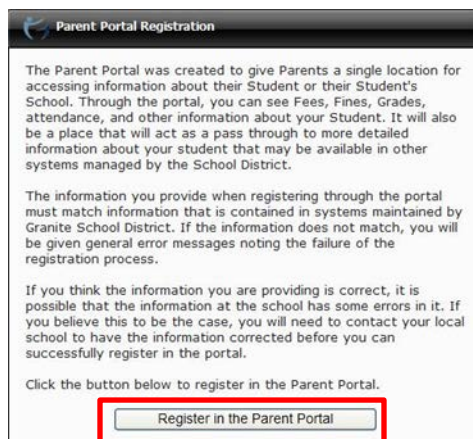 Parent Portal Registration
The Parent Portal was created to give Parents a single location for
accessing information about their Student or their Student's
School. Through the portal, you can see Fees, Fines, Grades,
attendance, and other information about your Student. It will also
be a place that will act as a pass through to more detailed
information about your student that may be available in other
systems managed by the School District.
The information you provide when registering through the portal
must match information that is contained in systems maintained by
Granite School District. If the information does not match, you will
be given general error messages noting the failure of the
registration process.
If you think the information you are providing is correct, it is
possible that the information at the school has some errors in it. If
you believe this to be the case, you will need to contact your local
school to have the information corrected before you can
successfully register in the portal.
Click the button below to register in the Parent Portal.
Register in the Parent Portal